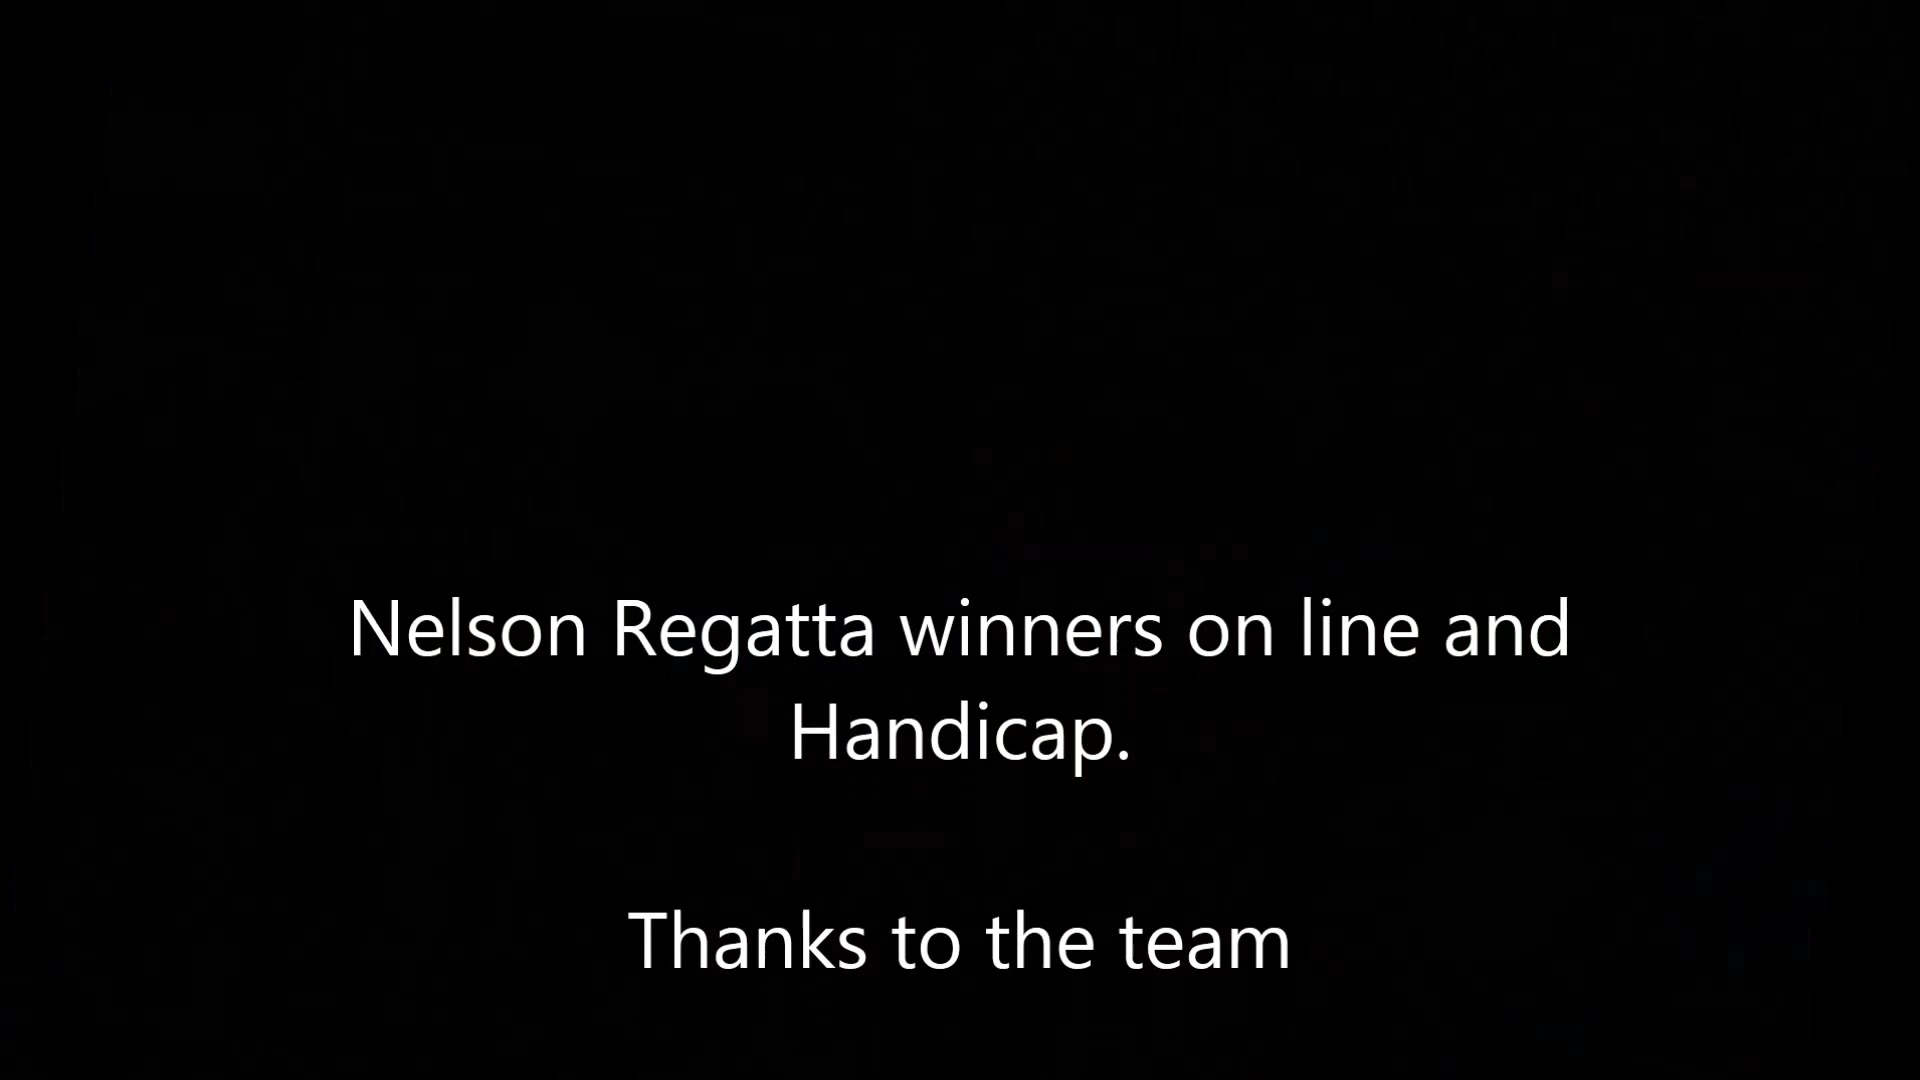 Nelson Regatta winners on line and
Handicap.
Thanks to the team